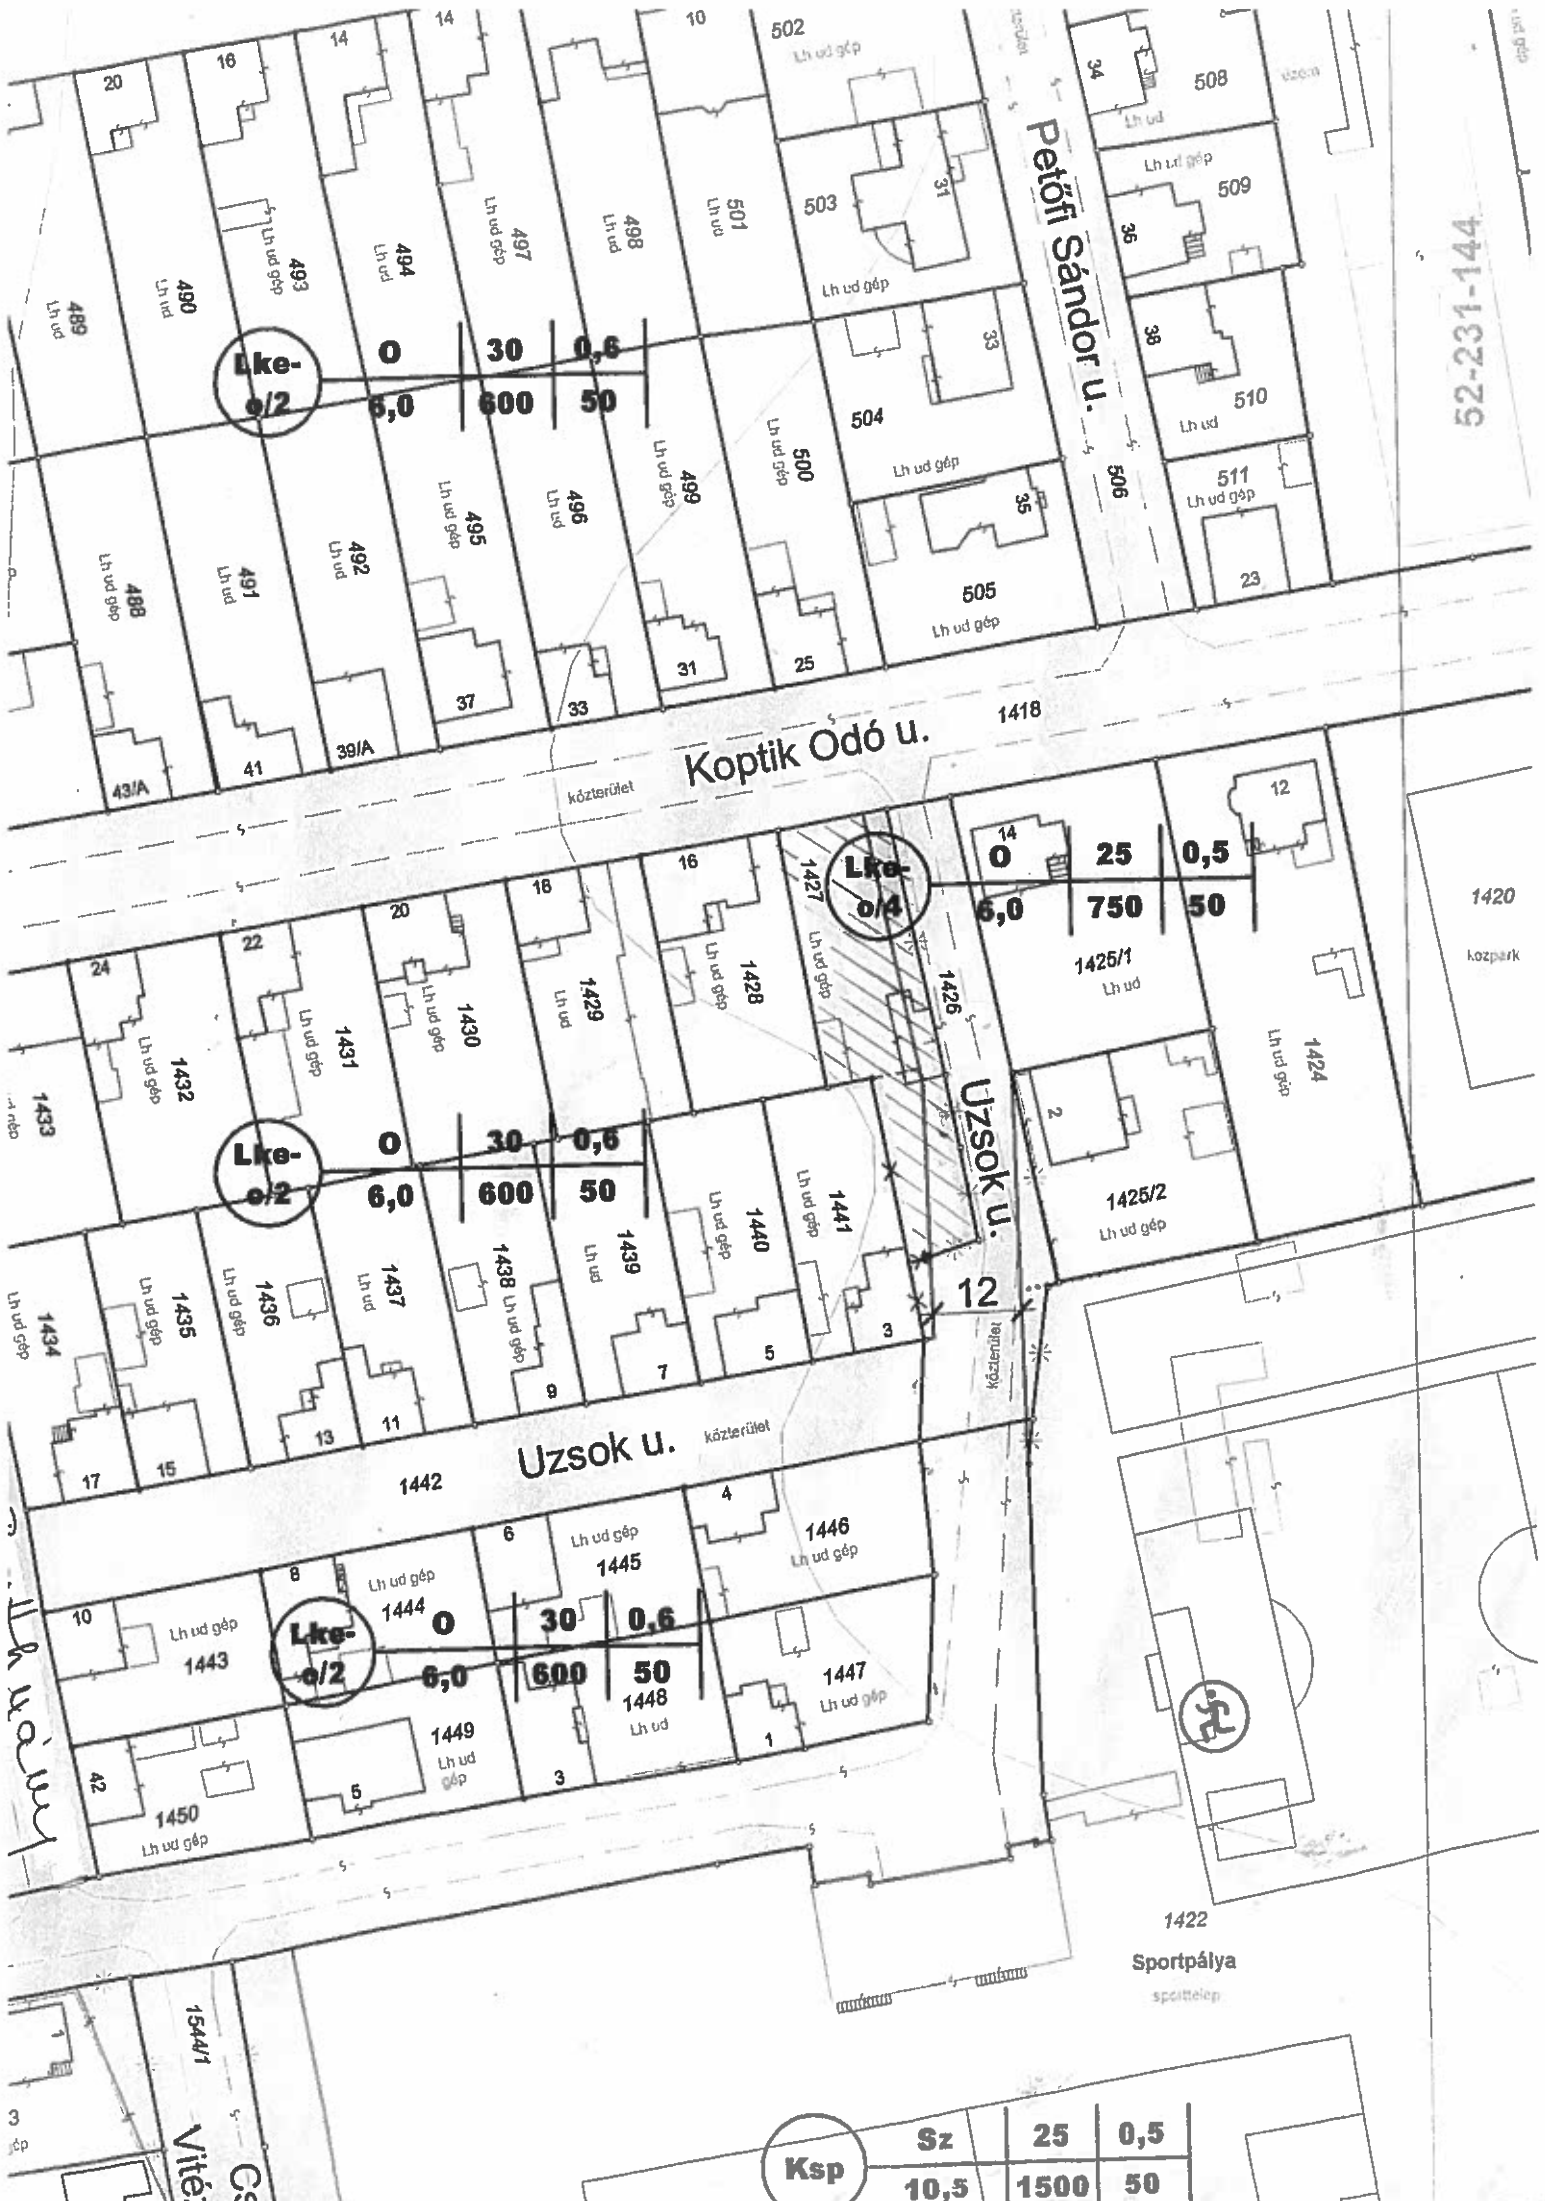 20
16
14
14
10
502
Lh ud gép
34
508
Lh ud
Lh ud gép
509
503
31
36
Petőfi Sándor u.
52-231-144
489
Lh ud
490
Lh ud
493
Lh ud gép
494
Lh ud
497
Lh ud gép
498
Lh ud
501
Lh ud
Lh ud gép
33
38
510
Lh ud
Lke-
o/2
O
30
0,6
6,0
600
50
504
Lh ud gép
506
511
Lh ud gép
23
488
Lh ud gép
491
Lh ud
492
Lh ud
495
Lh ud gép
496
Lh ud
499
Lh ud gép
500
Lh ud gép
35
505
Lh ud gép
43/A
41
39/A
37
33
31
25
Koptik Odó u.
közterület
1418
24
22
20
18
16
1427
Lh ud gép
Lke-
o/4
O
25
0,5
6,0
750
50
14
12
1420
közpark
1425/1
Lh ud
1426
1424
Lh ud gép
1433
1432
Lh ud gép
1431
Lh ud gép
1430
Lh ud gép
1429
Lh ud
1428
Lh ud gép
Lke-
o/2
O
30
0,6
6,0
600
50
Uzsok u.
2
1425/2
Lh ud gép
1434
Lh ud gép
1435
Lh ud gép
1436
Lh ud gép
1437
Lh ud
1438
Lh ud gép
1439
Lh ud
1440
Lh ud gép
1441
Lh ud gép
12
közterület
17
15
13
11
9
7
5
3
Uzsok u.
közterület
1442
10
8
6
4
Lh ud gép
1443
Lh ud gép
1444
Lh ud gép
1445
1446
Lh ud gép
Lke-
o/2
O
30
0,6
6,0
600
50
1447
Lh ud gép
1448
Lh ud
1449
Lh ud
gép
42
5
3
1
1450
Lh ud gép
1422
Sportpálya
sporttelep
1
1544/1
3
Ksp
Sz
25
0,5
10,5
1500
50